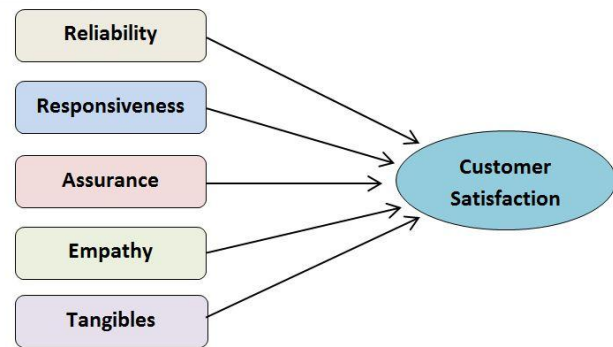 Reliability
Responsiveness
Assurance
Empathy
Tangibles
Customer
Satisfaction